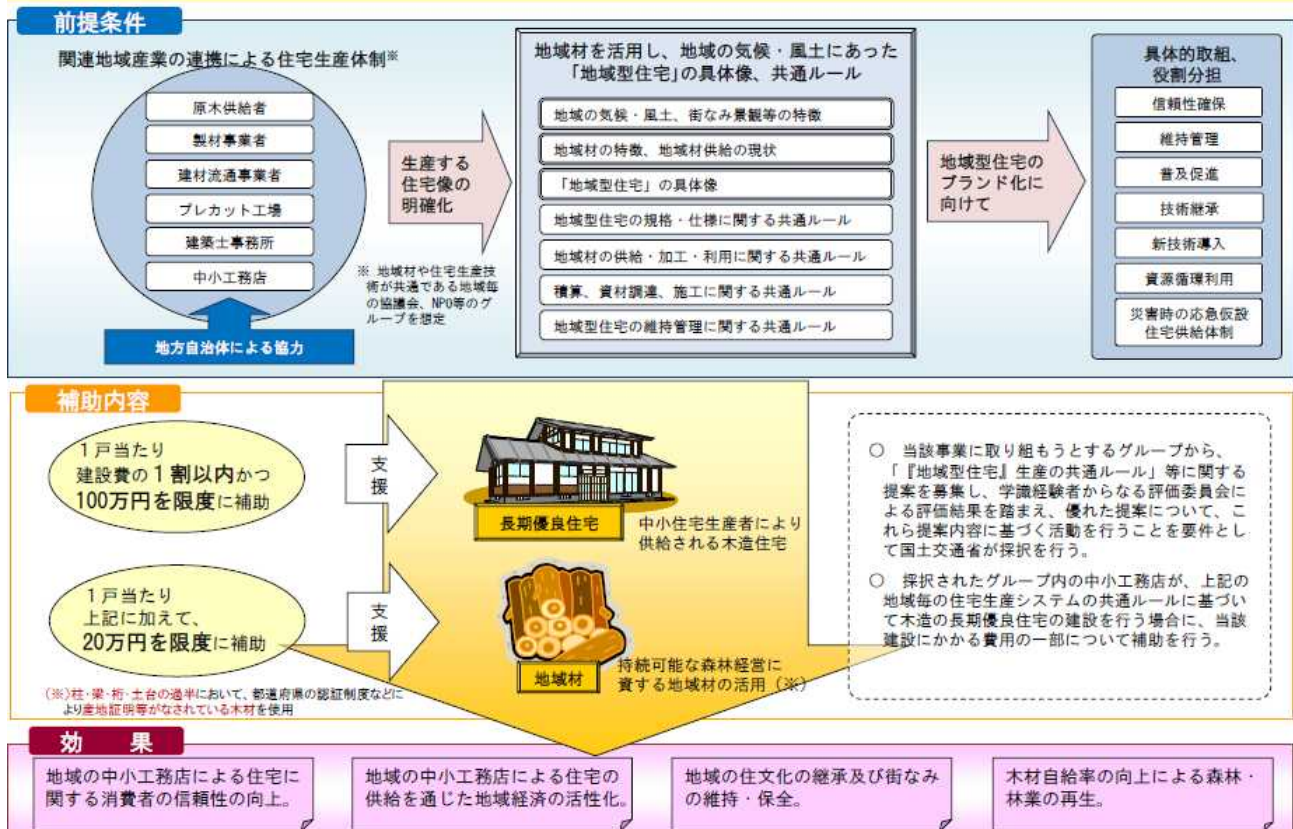 前提条件
関連地域産業の連携による住宅生産体制※
原木供給者
製材事業者
建材流通事業者
プレカット工場
建築士事務所
中小工務店
地方自治体による協力
生産する
住宅像の
明確化
※ 地域材や住宅生産技
術が共通である地域毎
の協議会、NPO等のグ
ループを想定
地域材を活用し、地域の気候・風土にあった
「地域型住宅」の具体像、共通ルール
地域の気候・風土、街なみ景観等の特徴
地域材の特徴、地域材供給の現状
「地域型住宅」の具体像
地域型住宅の規格・仕様に関する共通ルール
地域材の供給・加工・利用に関する共通ルール
積算、資材調達、施工に関する共通ルール
地域型住宅の維持管理に関する共通ルール
地域型住宅の
ブランド化に
向けて
具体的取組、
役割分担
信頼性確保
維持管理
普及促進
技術継承
新技術導入
資源循環利用
災害時の応急仮設
住宅供給体制
補助内容
1戸当たり
建設費の1割以内かつ
100万円を限度に補助
支援
長期優良住宅
中小住宅生産者により
供給される木造住宅
1戸当たり
上記に加えて、
20万円を限度に補助
支援
地域材
持続可能な森林経営に
資する地域材の活用(※)
(※)柱・梁・桁・土台の過半において、都道府県の認証制度などに
より産地証明等がなされている木材を使用
○ 当該事業に取り組もうとするグループから、
「『地域型住宅』生産の共通ルール」等に関する
提案を募集し、学識経験者からなる評価委員会に
よる評価結果を踏まえ、優れた提案について、こ
れら提案内容に基づく活動を行うことを要件とし
て国土交通省が採択を行う。
○ 採択されたグループ内の中小工務店が、上記の
地域毎の住宅生産システムの共通ルールに基づい
て木造の長期優良住宅の建設を行う場合に、当該
建設にかかる費用の一部について補助を行う。
効 果
地域の中小工務店による住宅に
関する消費者の信頼性の向上。
地域の中小工務店による住宅の
供給を通じた地域経済の活性化。
地域の住文化の継承及び街なみ
の維持・保全。
木材自給率の向上による森林・
林業の再生。